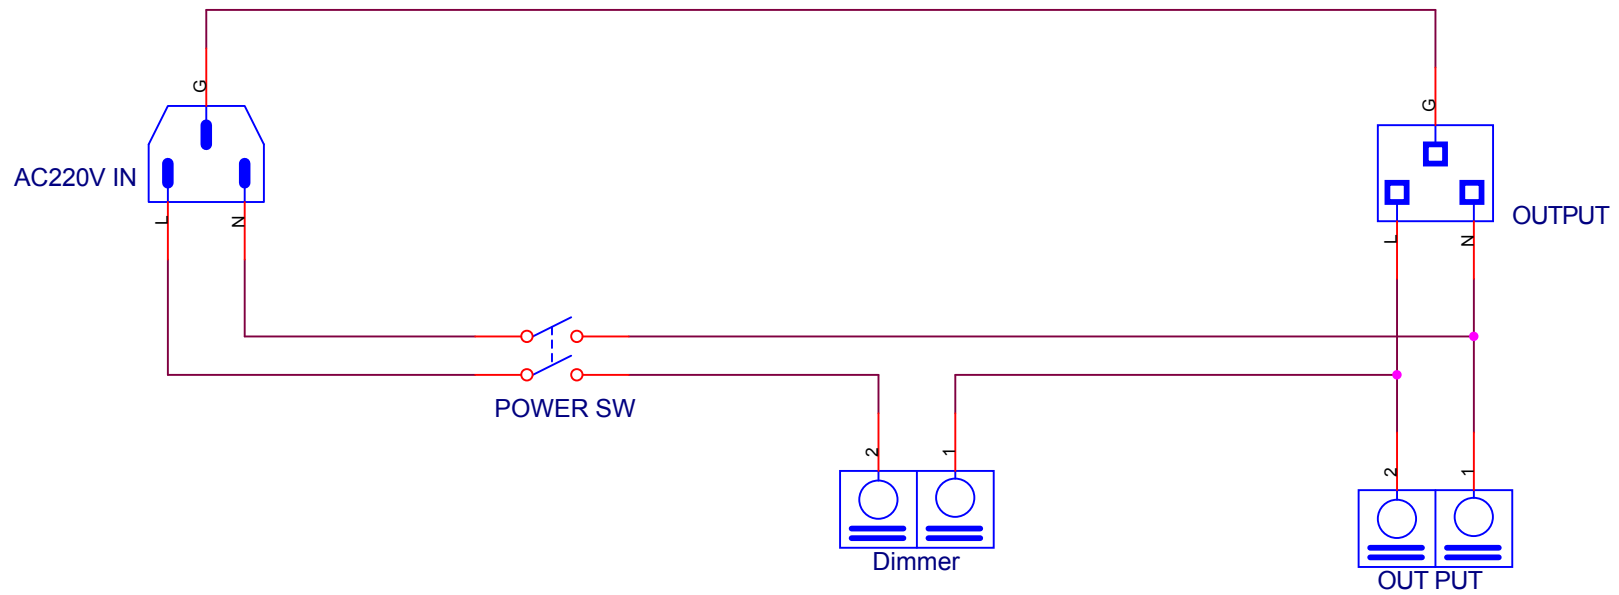 G
G
AC220V IN
OUTPUT
L
N
L
N
POWER SW
2
1
2
1
Dimmer
OUT PUT